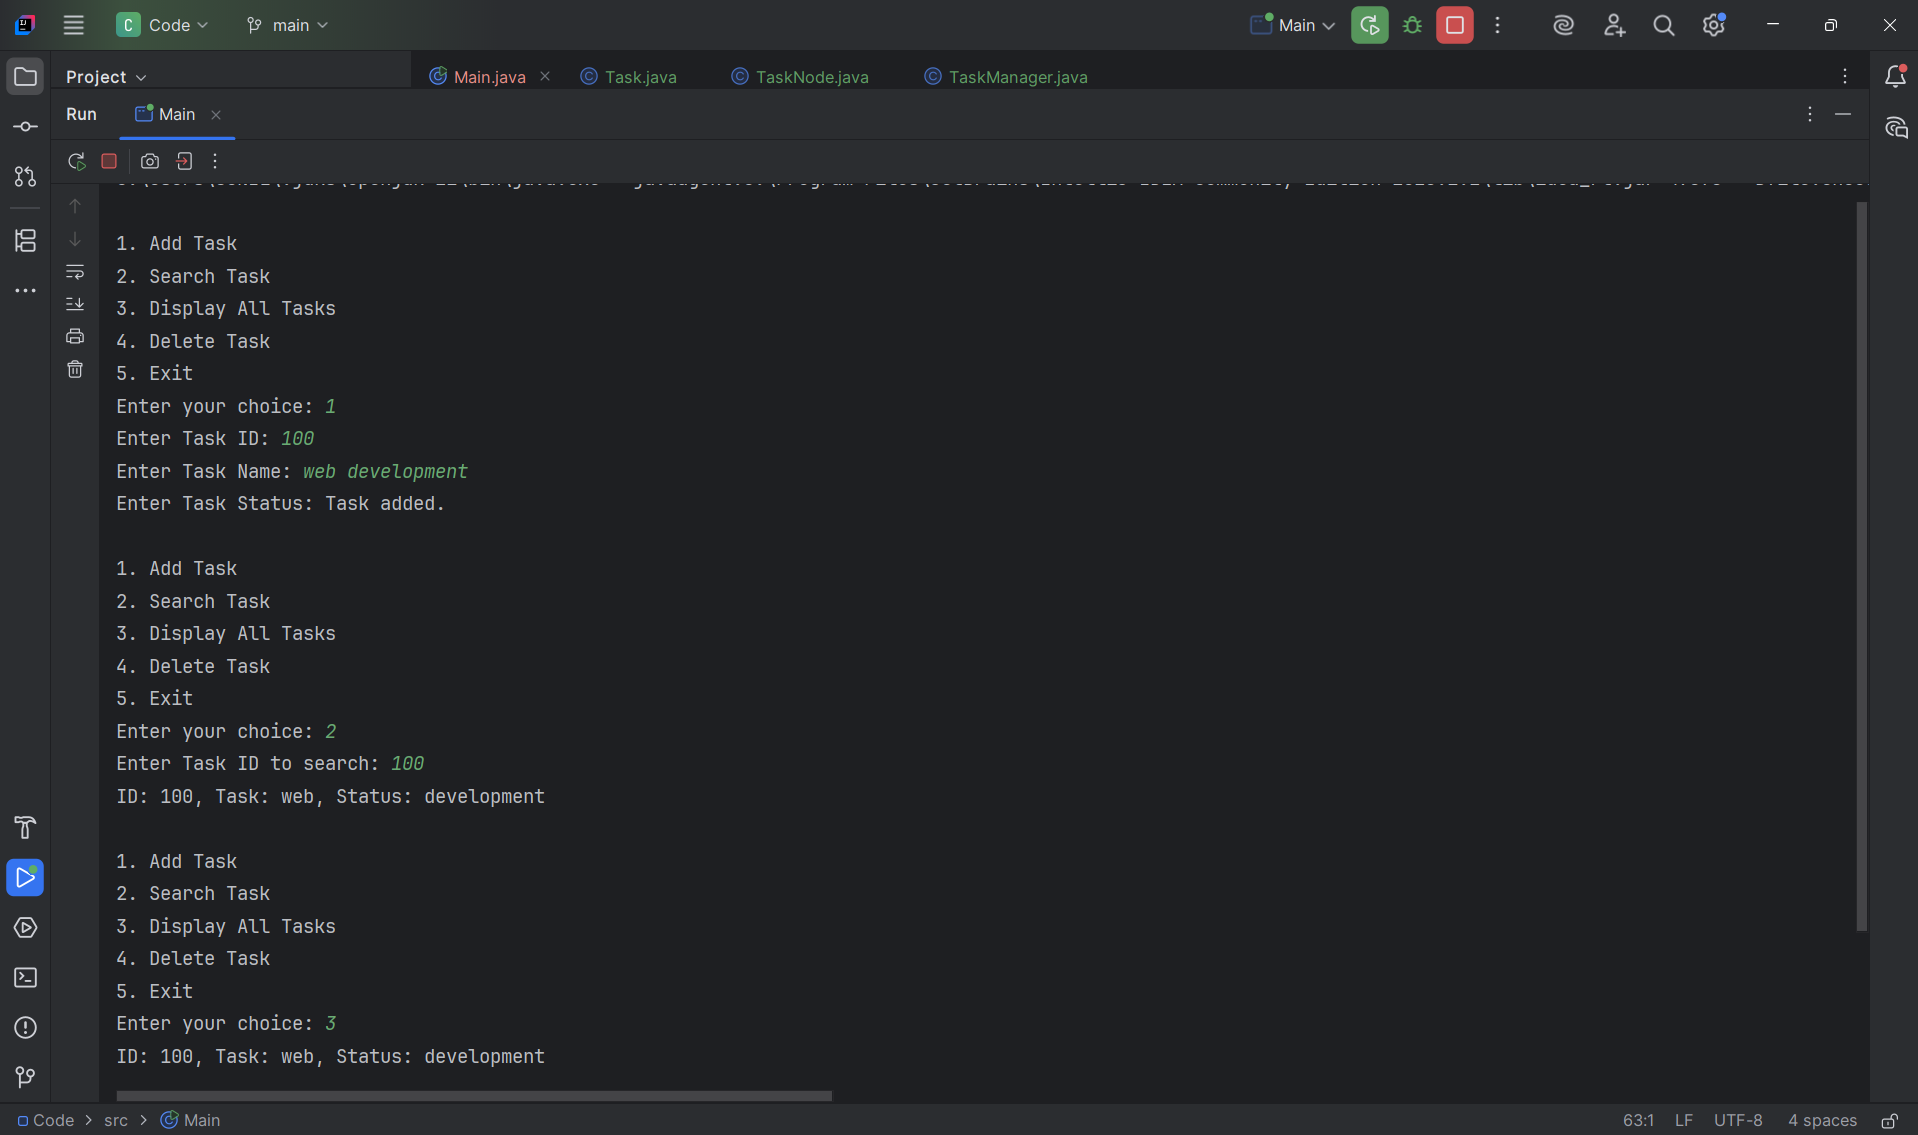 C Code main Main
Project Main.java Task.java TaskNode.java TaskManager.java
Run Main
1. Add Task
2. Search Task
3. Display All Tasks
4. Delete Task
5. Exit
Enter your choice: 1
Enter Task ID: 100
Enter Task Name: web development
Enter Task Status: Task added.
1. Add Task
2. Search Task
3. Display All Tasks
4. Delete Task
5. Exit
Enter your choice: 2
Enter Task ID to search: 100
ID: 100, Task: web, Status: development
1. Add Task
2. Search Task
3. Display All Tasks
4. Delete Task
5. Exit
Enter your choice: 3
ID: 100, Task: web, Status: development
Code > src > Main 63:1 LF UTF-8 4 spaces